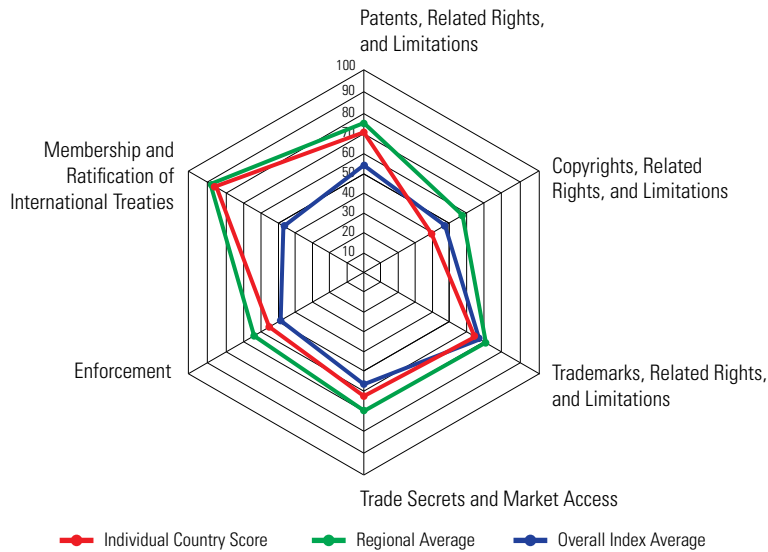 Patents, Related Rights,
and Limitations
100
90
80
70
60
50
40
30
20
10
Membership and
Ratification of
International Treaties
Copyrights, Related
Rights, and Limitations
Enforcement
Trademarks, Related Rights,
and Limitations
Trade Secrets and Market Access
Individual Country Score
Regional Average
Overall Index Average